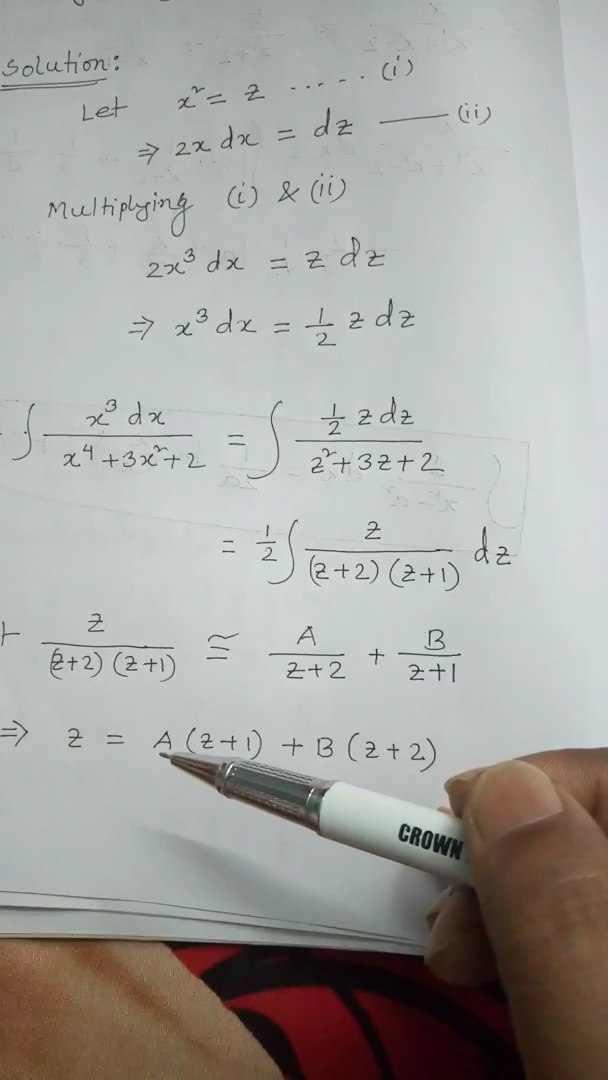 Solution:
Let x² = z ..... (i)
⇒ 2x dx = dz —— (ii)
Multiplying (i) & (ii)
2x³ dx = z dz
⇒ x³ dx = 1/2 z dz
∫ x³ dx / (x⁴+3x²+2) = ∫ 1/2 z dz / (z²+3z+2)
= 1/2 ∫ z / ((z+2)(z+1)) dz
z / ((z+2)(z+1)) ≅ A/(z+2) + B/(z+1)
⇒ z = A(z+1) + B(z+2)
CROWN